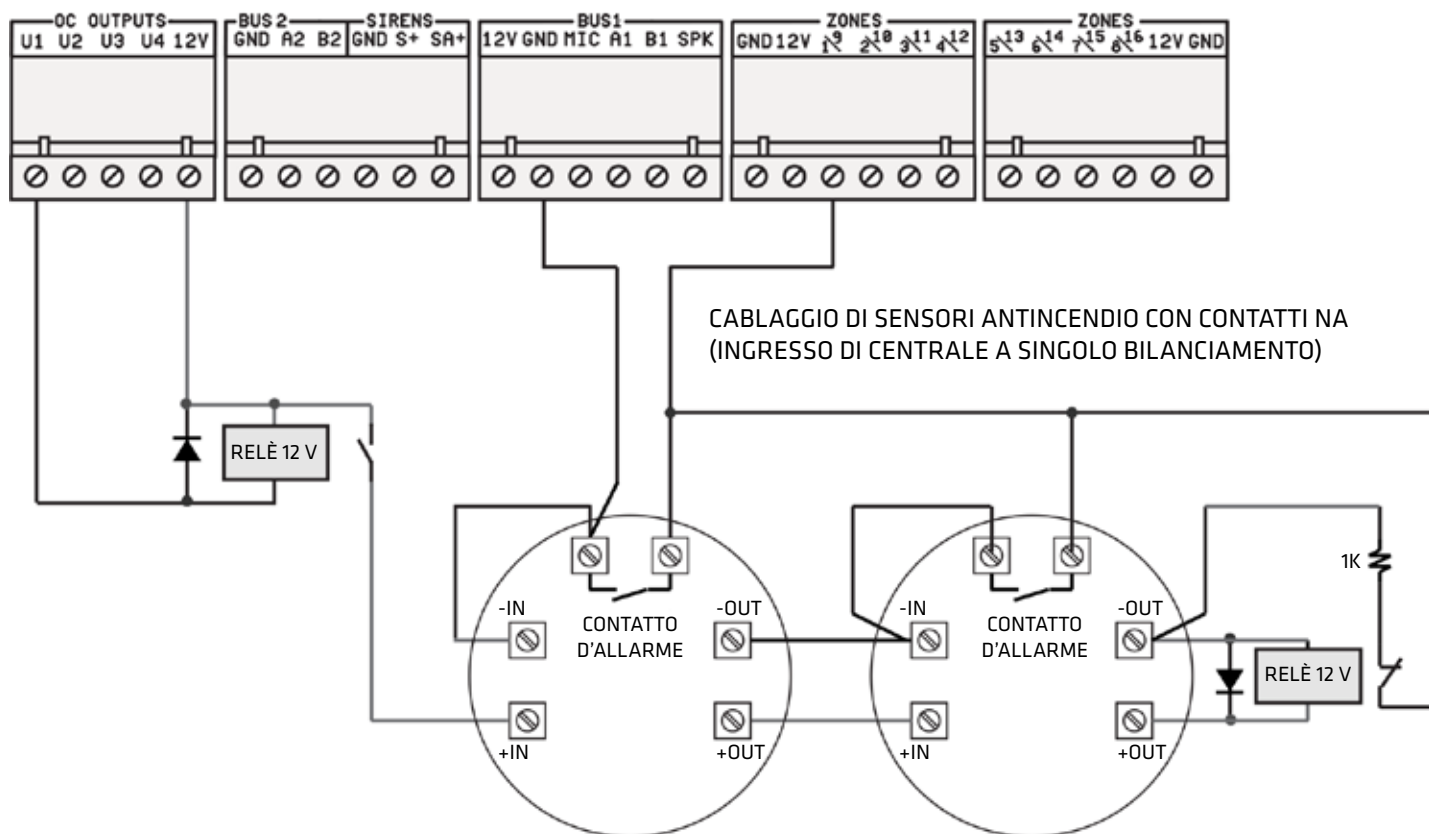 OC OUTPUTS
U1 U2 U3 U4 12V
BUS 2
SIRENS
GND A2 B2 GND S+ SA+
BUS1
12V GND MIC A1 B1 SPK
ZONES
GND 12V 1 9 2 10 3 11 4 12
ZONES
5 13 6 14 7 15 8 16 12V GND
CABLAGGIO DI SENSORI ANTINCENDIO CON CONTATTI NA
(INGRESSO DI CENTRALE A SINGOLO BILANCIAMENTO)
RELÈ 12 V
-IN
CONTATTO
D'ALLARME
-OUT
+IN
+OUT
-IN
CONTATTO
D'ALLARME
-OUT
+IN
+OUT
1K
RELÈ 12 V